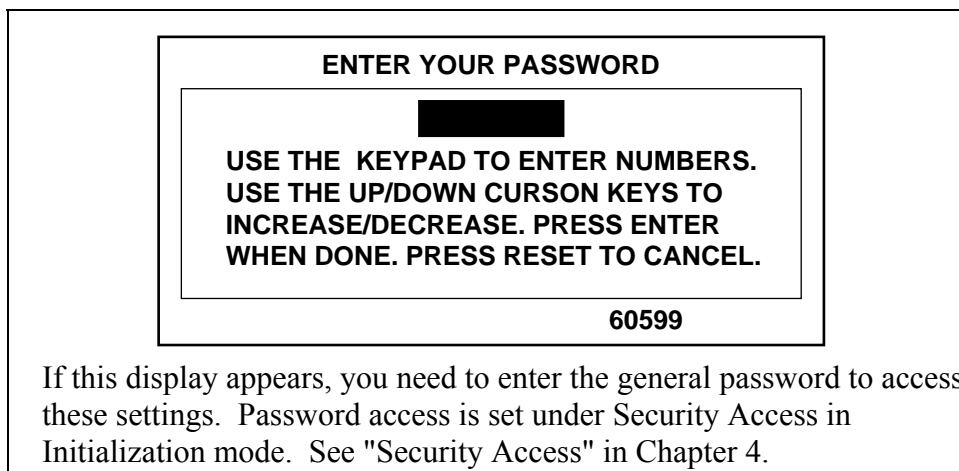 ENTER YOUR PASSWORD
USE THE  KEYPAD TO ENTER NUMBERS.
USE THE UP/DOWN CURSON KEYS TO
INCREASE/DECREASE. PRESS ENTER
WHEN DONE. PRESS RESET TO CANCEL.
60599
If this display appears, you need to enter the general password to access
these settings.  Password access is set under Security Access in
Initialization mode.  See "Security Access" in Chapter 4.